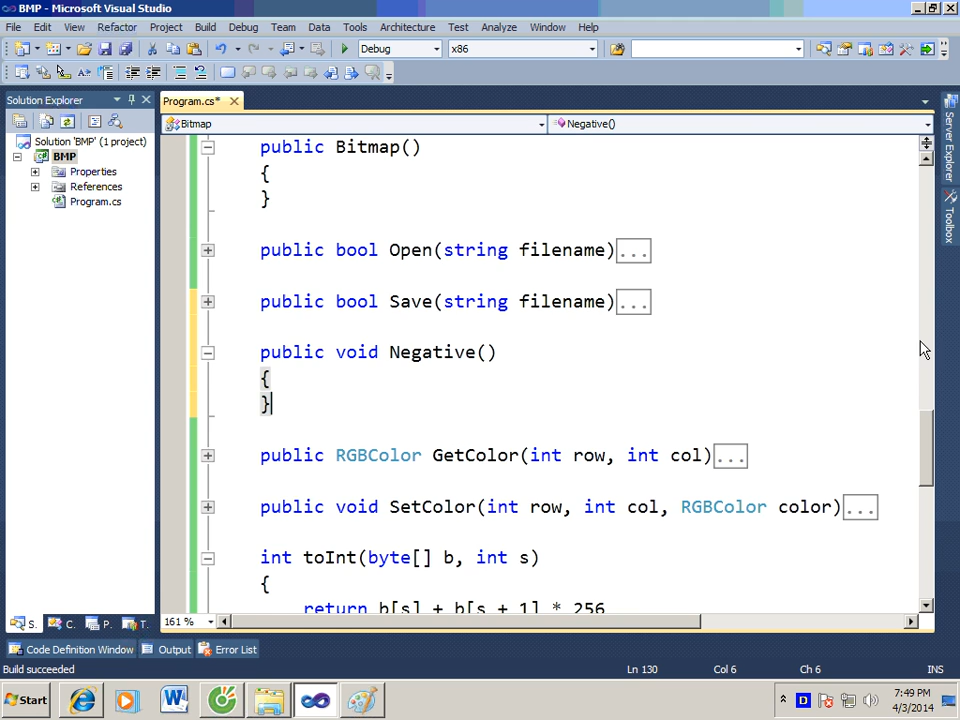 BMP - Microsoft Visual Studio
File Edit View Refactor Project Build Debug Team Data Tools Architecture Test Analyze Window Help
Debug x86
Solution Explorer
Program.cs*
Bitmap Negative()
Solution 'BMP' (1 project)
BMP
Properties
References
Program.cs
public Bitmap()
{
}
public bool Open(string filename)...
public bool Save(string filename)...
public void Negative()
{
}
public RGBColor GetColor(int row, int col)...
public void SetColor(int row, int col, RGBColor color)...
int toInt(byte[] b, int s)
{
return b[s] + b[s + 1] * 256
Server Explorer
Toolbox
S. C. P. T.
161 %
Code Definition Window Output Error List
Build succeeded Ln 130 Col 6 Ch 6 INS
Start
D
7:49 PM
4/3/2014